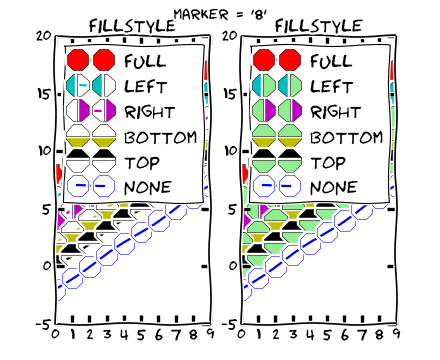 MARKER = '8'
FILLSTYLE FILLSTYLE
20 20
FULL FULL
LEFT LEFT
15 15
RIGHT RIGHT
BOTTOM BOTTOM
10 10
TOP TOP
NONE NONE
5 5
0 0
-5 -5
0 1 2 3 4 5 6 7 8 9 0 1 2 3 4 5 6 7 8 9